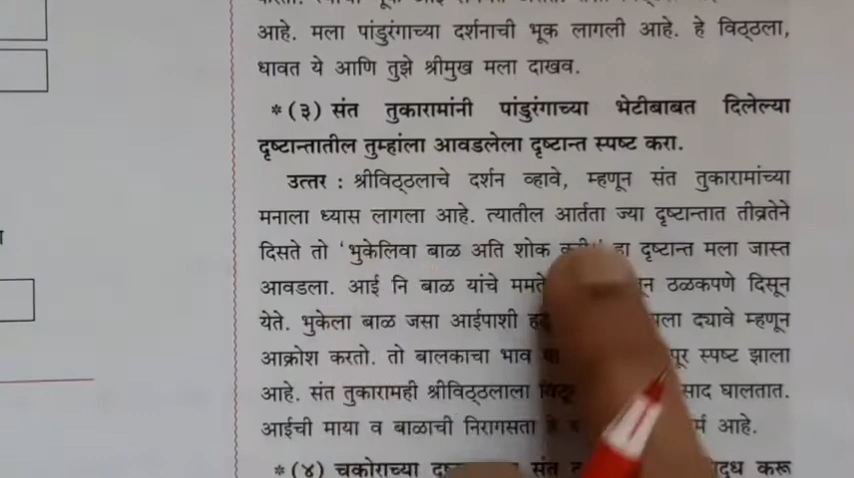 आहे. मला पांडुरंगाच्या दर्शनाची भूक लागली आहे. हे विठ्ठला,
धावत ये आणि तुझे श्रीमुख मला दाखव.
* (३) संत तुकारामांनी पांडुरंगाच्या भेटीबाबत दिलेल्या
दृष्टान्तातील तुम्हांला आवडलेला दृष्टान्त स्पष्ट करा.
उत्तर : श्रीविठ्ठलाचे दर्शन व्हावे, म्हणून संत तुकारामांच्या
मनाला ध्यास लागला आहे. त्यातील आर्तता ज्या दृष्टान्तात तीव्रतेने
दिसते तो 'भुकेलिवा बाळ अति शोक हा दृष्टान्त मला जास्त
आवडला. आई नि बाळ यांचे ठळकपणे दिसून
येते. भुकेला बाळ जसा आईपाशी द्यावे म्हणून
आक्रोश करतो. तो बालकाचा भाव स्पष्ट झाला
आहे. संत तुकारामही श्रीविठ्ठलाला साद घालतात.
आईची माया व बाळाची निरागसता आहे.
* (४) चकोराच्या संत करू